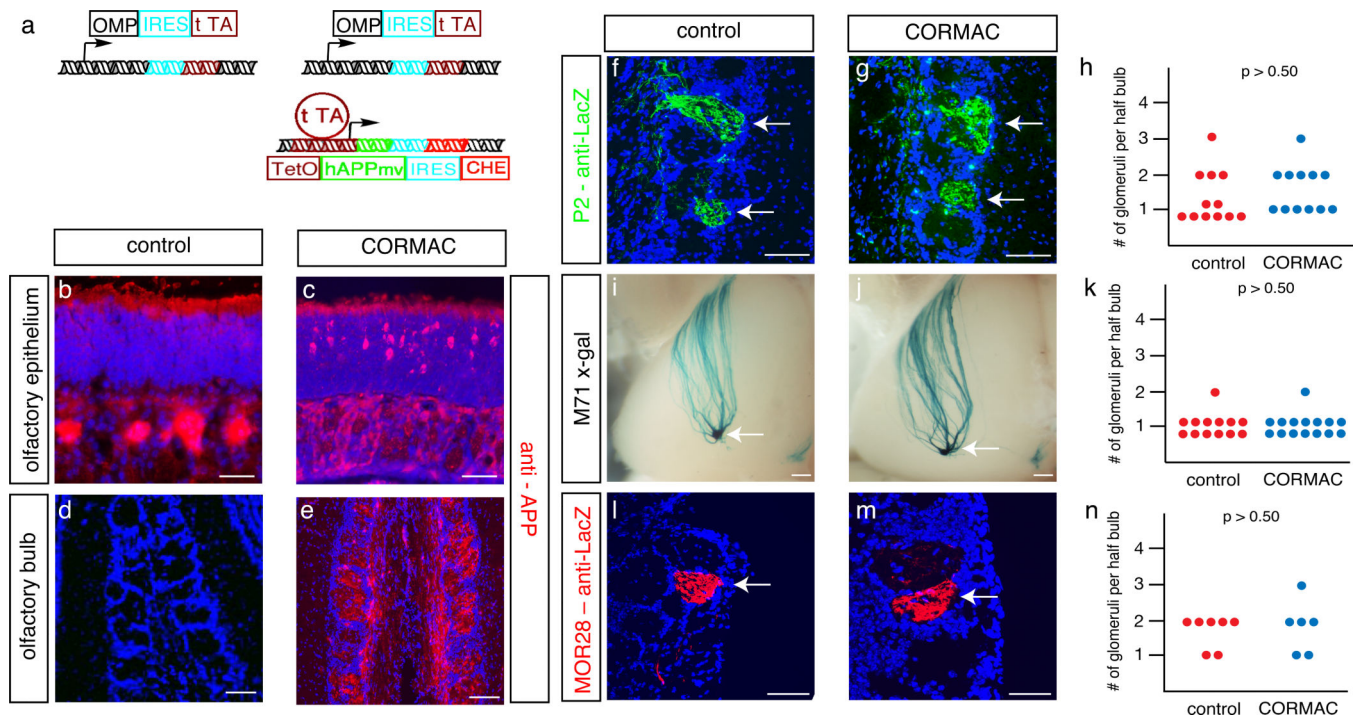 a
OMP IRES t TA
OMP IRES t TA
t TA
TetO hAPPmv IRES CHE
control
CORMAC
olfactory epithelium
b
c
olfactory bulb
d
e
anti - APP
control
CORMAC
P2 - anti-LacZ
f
g
h
p > 0.50
# of glomeruli per half bulb
4
3
2
1
control CORMAC
M71 x-gal
i
j
k
p > 0.50
# of glomeruli per half bulb
4
3
2
1
control CORMAC
MOR28 – anti-LacZ
l
m
n
p > 0.50
# of glomeruli per half bulb
4
3
2
1
control CORMAC